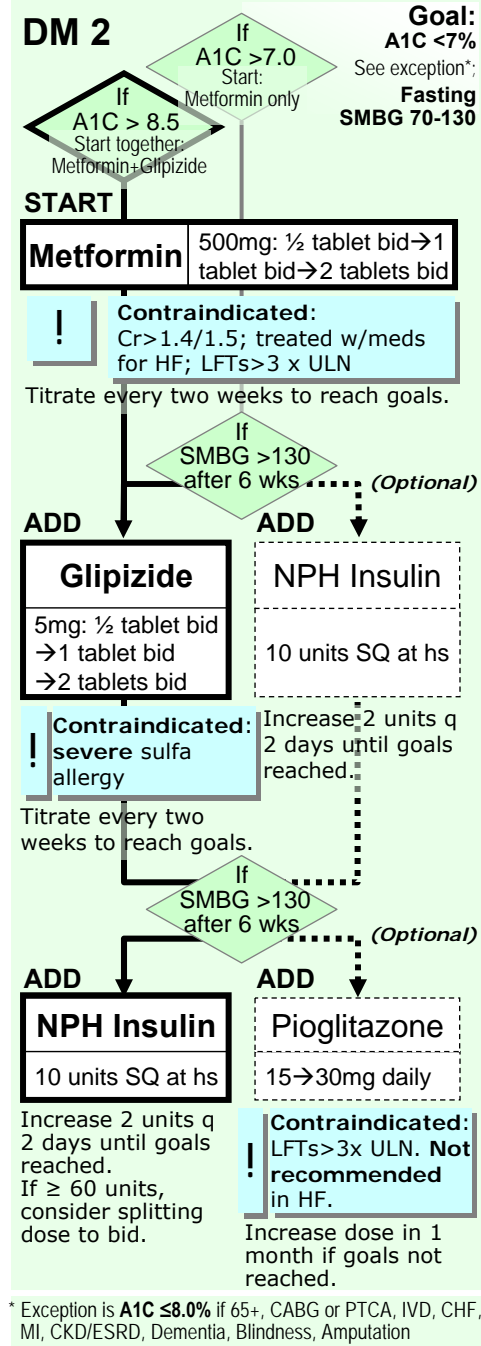 DM 2
Goal:
A1C <7%
See exception*;
Fasting
SMBG 70-130
If
A1C >7.0
Start:
Metformin only
If
A1C > 8.5
Start together:
Metformin+Glipizide
START
Metformin
500mg: ½ tablet bid→1
tablet bid→2 tablets bid
!
Contraindicated:
Cr>1.4/1.5; treated w/meds
for HF; LFTs>3 x ULN
Titrate every two weeks to reach goals.
If
SMBG >130
after 6 wks
(Optional)
ADD
Glipizide
5mg: ½ tablet bid
→1 tablet bid
→2 tablets bid
!
Contraindicated:
severe sulfa
allergy
Titrate every two
weeks to reach goals.
ADD
NPH Insulin
10 units SQ at hs
Increase 2 units q
2 days until goals
reached.
If
SMBG >130
after 6 wks
(Optional)
ADD
NPH Insulin
10 units SQ at hs
Increase 2 units q
2 days until goals
reached.
If ≥ 60 units,
consider splitting
dose to bid.
ADD
Pioglitazone
15→30mg daily
!
Contraindicated:
LFTs>3x ULN. Not
recommended
in HF.
Increase dose in 1
month if goals not
reached.
* Exception is A1C ≤8.0% if 65+, CABG or PTCA, IVD, CHF,
MI, CKD/ESRD, Dementia, Blindness, Amputation